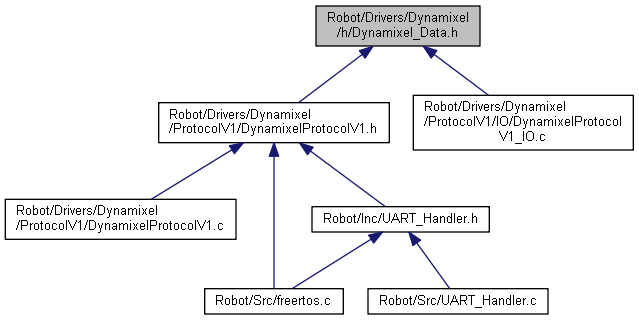 Robot/Drivers/Dynamixel
/h/Dynamixel_Data.h
Robot/Drivers/Dynamixel
/ProtocolV1/DynamixelProtocolV1.h
Robot/Drivers/Dynamixel
/ProtocolV1/IO/DynamixelProtocol
V1_IO.c
Robot/Drivers/Dynamixel
/ProtocolV1/DynamixelProtocolV1.c
Robot/Inc/UART_Handler.h
Robot/Src/freertos.c
Robot/Src/UART_Handler.c